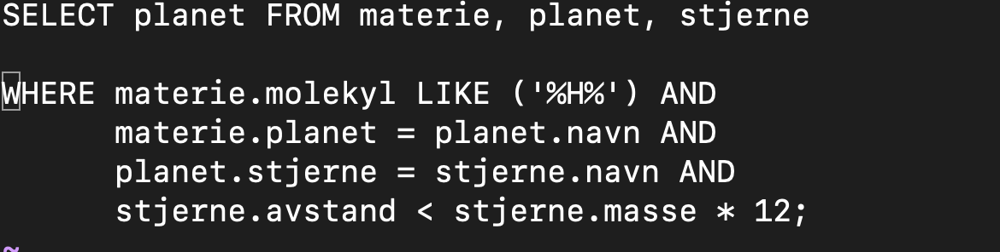 SELECT planet FROM materie, planet, stjerne
WHERE materie.molekyl LIKE ('%H%') AND
materie.planet = planet.navn AND
planet.stjerne = stjerne.navn AND
stjerne.avstand < stjerne.masse * 12;
~